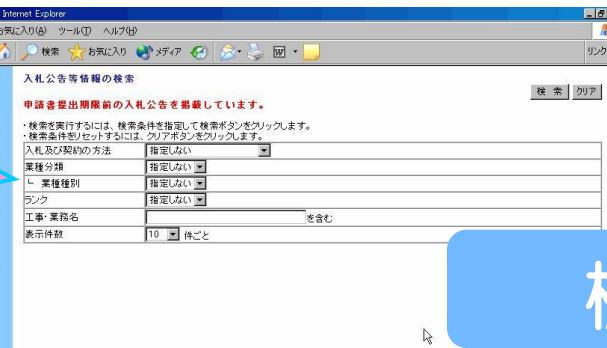 Internet Explorer
お気に入り(A) ツール(T) ヘルプ(H)
検索 お気に入り メディア
リンク
入札公告等情報の検索
検 索 クリア
申請書提出期限前の入札公告を掲載しています。
・検索を実行するには、検索条件を指定して検索ボタンをクリックします。
・検索条件をリセットするには、クリアボタンをクリックします。
入札及び契約の方法 指定しない
業種分類 指定しない
└ 業種種別 指定しない
ランク 指定しない
工事・業務名 を含む
表示件数 10 件ごと